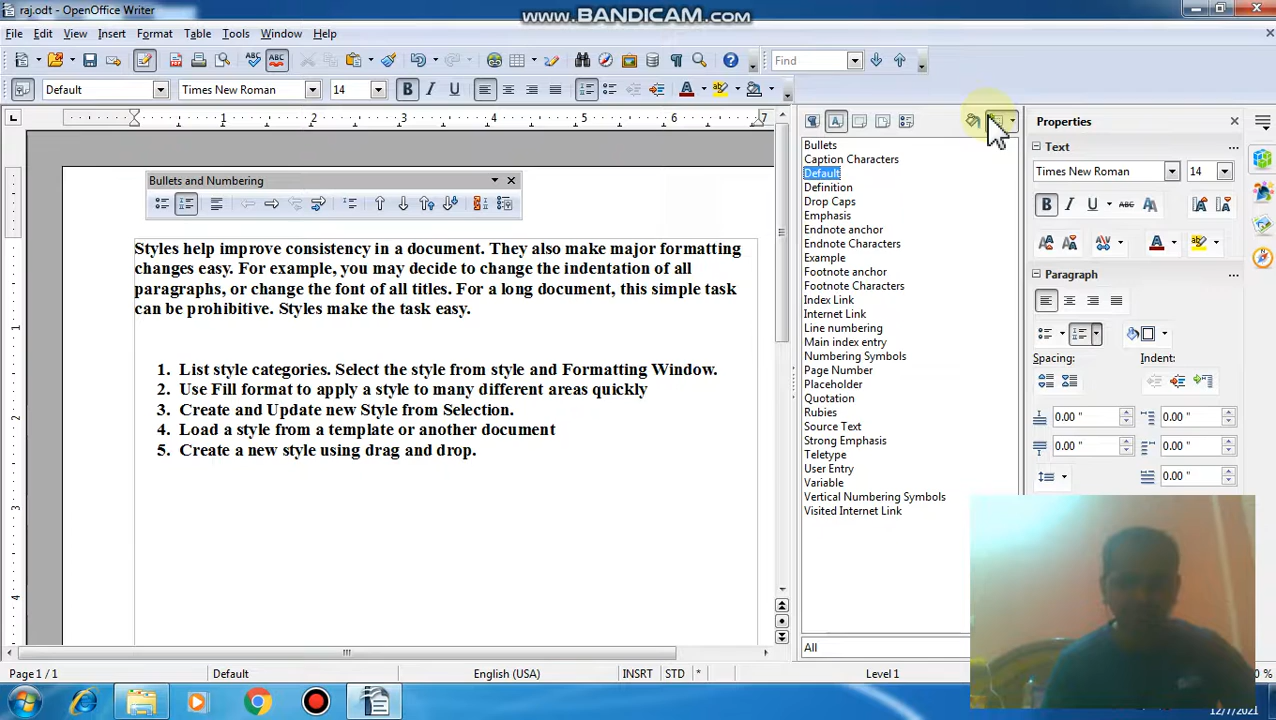 raj.odt - OpenOffice Writer
www.BANDICAM.com
File Edit View Insert Format Table Tools Window Help
Find
Default Times New Roman 14
Bullets and Numbering
Styles help improve consistency in a document. They also make major formatting
changes easy. For example, you may decide to change the indentation of all
paragraphs, or change the font of all titles. For a long document, this simple task
can be prohibitive. Styles make the task easy.
1. List style categories. Select the style from style and Formatting Window.
2. Use Fill format to apply a style to many different areas quickly
3. Create and Update new Style from Selection.
4. Load a style from a template or another document
5. Create a new style using drag and drop.
Bullets
Caption Characters
Default
Definition
Drop Caps
Emphasis
Endnote anchor
Endnote Characters
Example
Footnote anchor
Footnote Characters
Index Link
Internet Link
Line numbering
Main index entry
Numbering Symbols
Page Number
Placeholder
Quotation
Rubies
Source Text
Strong Emphasis
Teletype
User Entry
Variable
Vertical Numbering Symbols
Visited Internet Link
All
Properties
Text
Times New Roman 14
Paragraph
Spacing: Indent:
0.00 " 0.00 "
0.00 " 0.00 "
0.00 "
Page 1 / 1 Default English (USA) INSRT STD * Level 1 %
12/7/2021